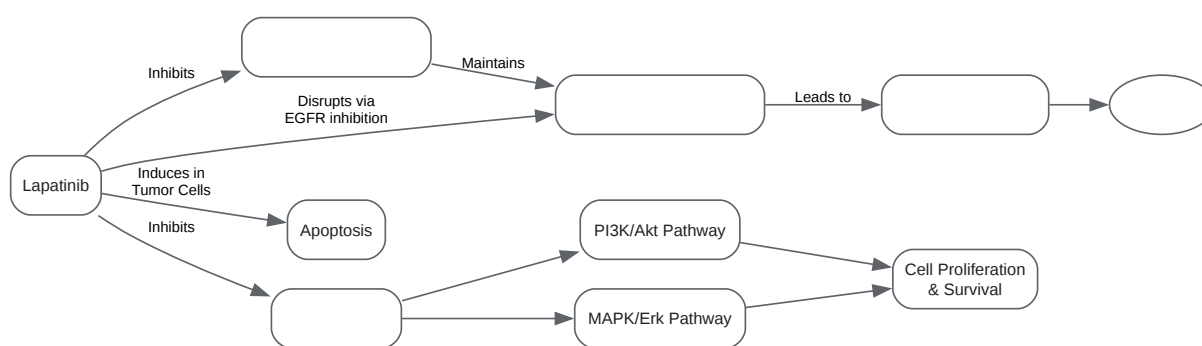 Inhibits
Maintains
Disrupts via
EGFR inhibition
Leads to
Lapatinib
Induces in
Tumor Cells
Inhibits
Apoptosis
PI3K/Akt Pathway
Cell Proliferation
& Survival
MAPK/Erk Pathway